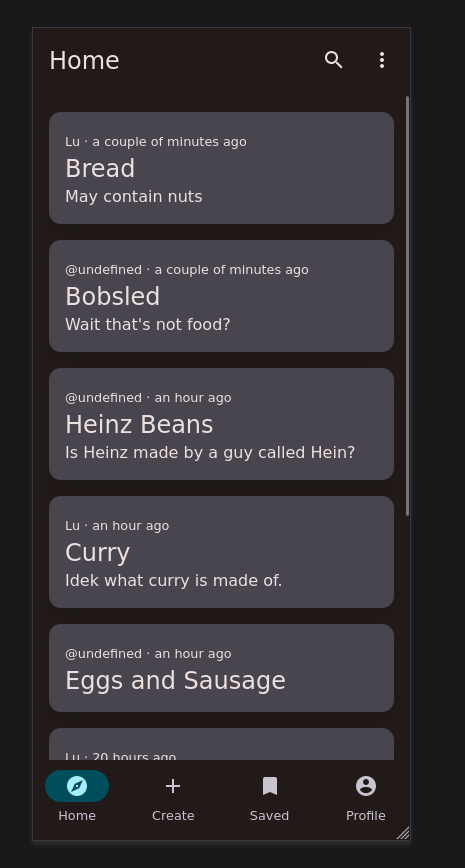 Home
Lu · a couple of minutes ago
Bread
May contain nuts
@undefined · a couple of minutes ago
Bobsled
Wait that's not food?
@undefined · an hour ago
Heinz Beans
Is Heinz made by a guy called Hein?
Lu · an hour ago
Curry
Idek what curry is made of.
@undefined · an hour ago
Eggs and Sausage
Lu · 20 hours ago
Home Create Saved Profile